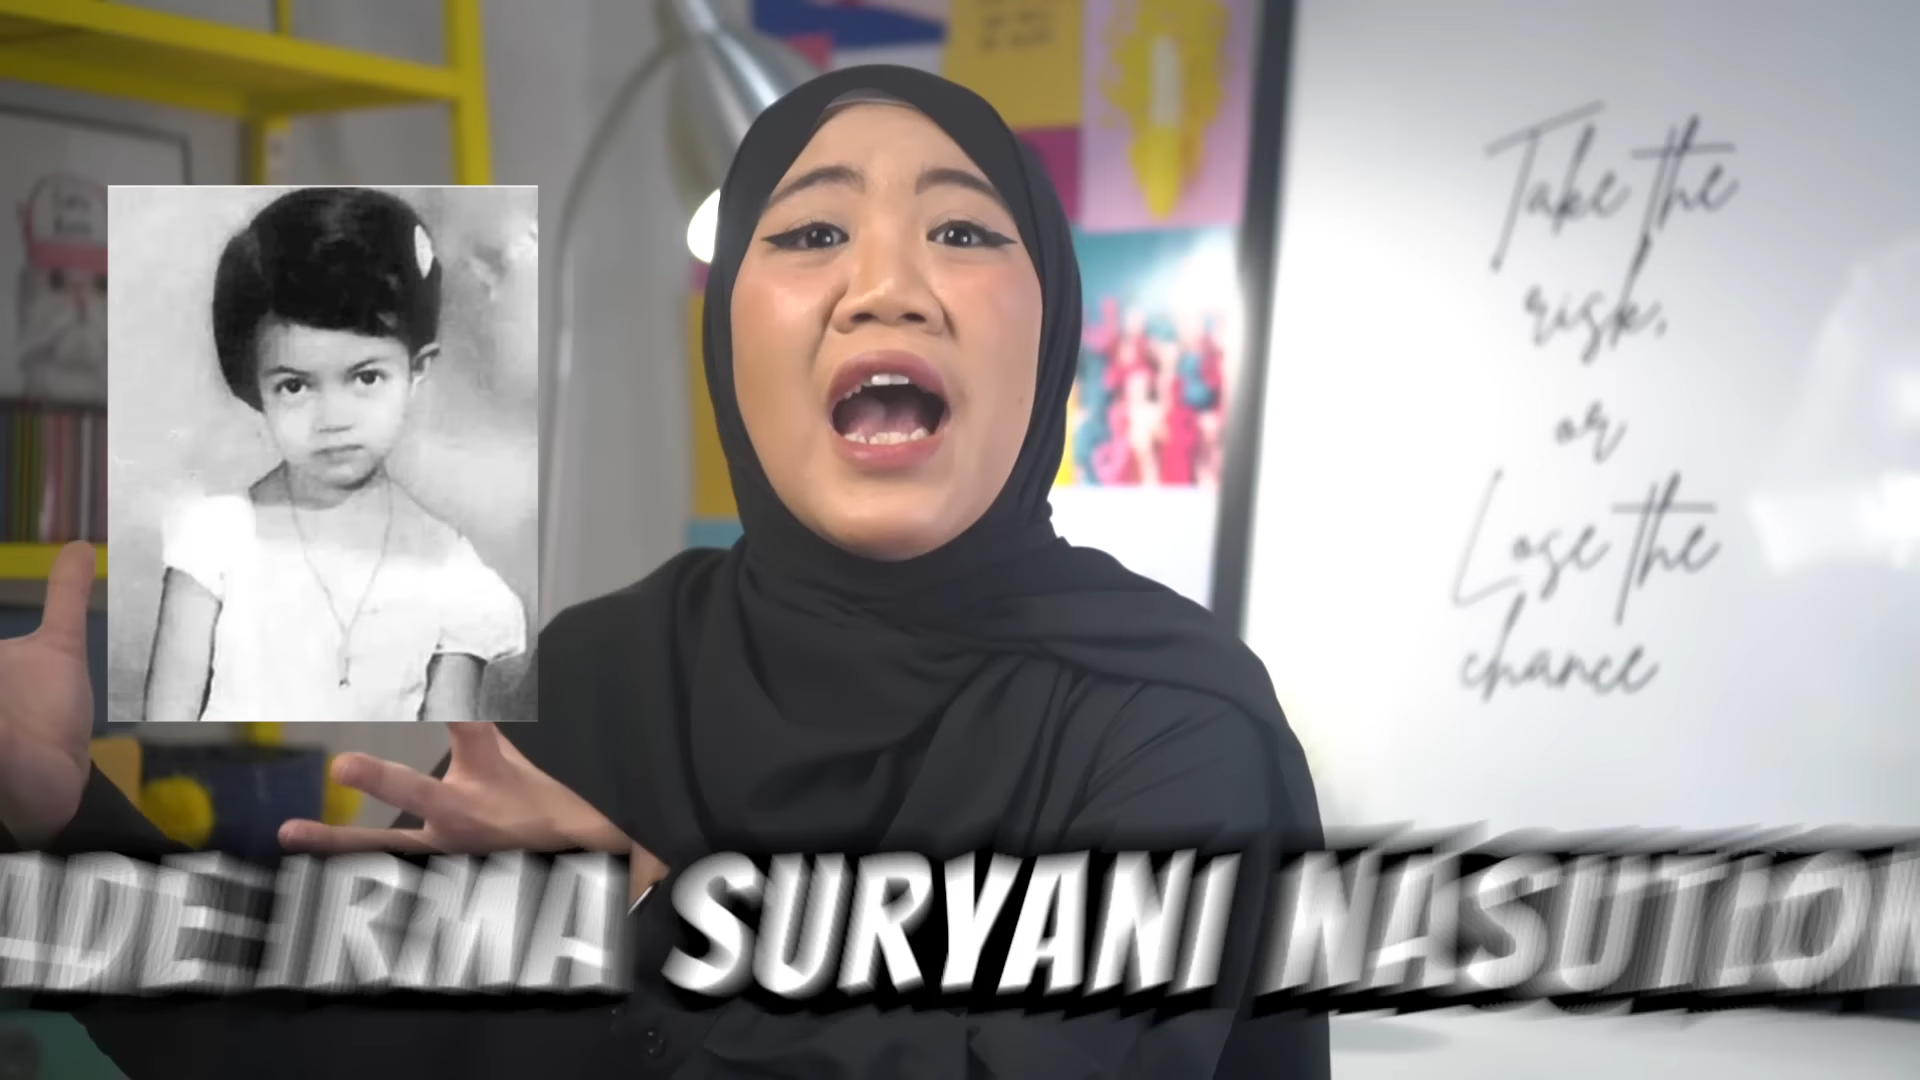 Take the
risk,
or
Lose the
chance
ADE IRMA SURYANI NASUTION